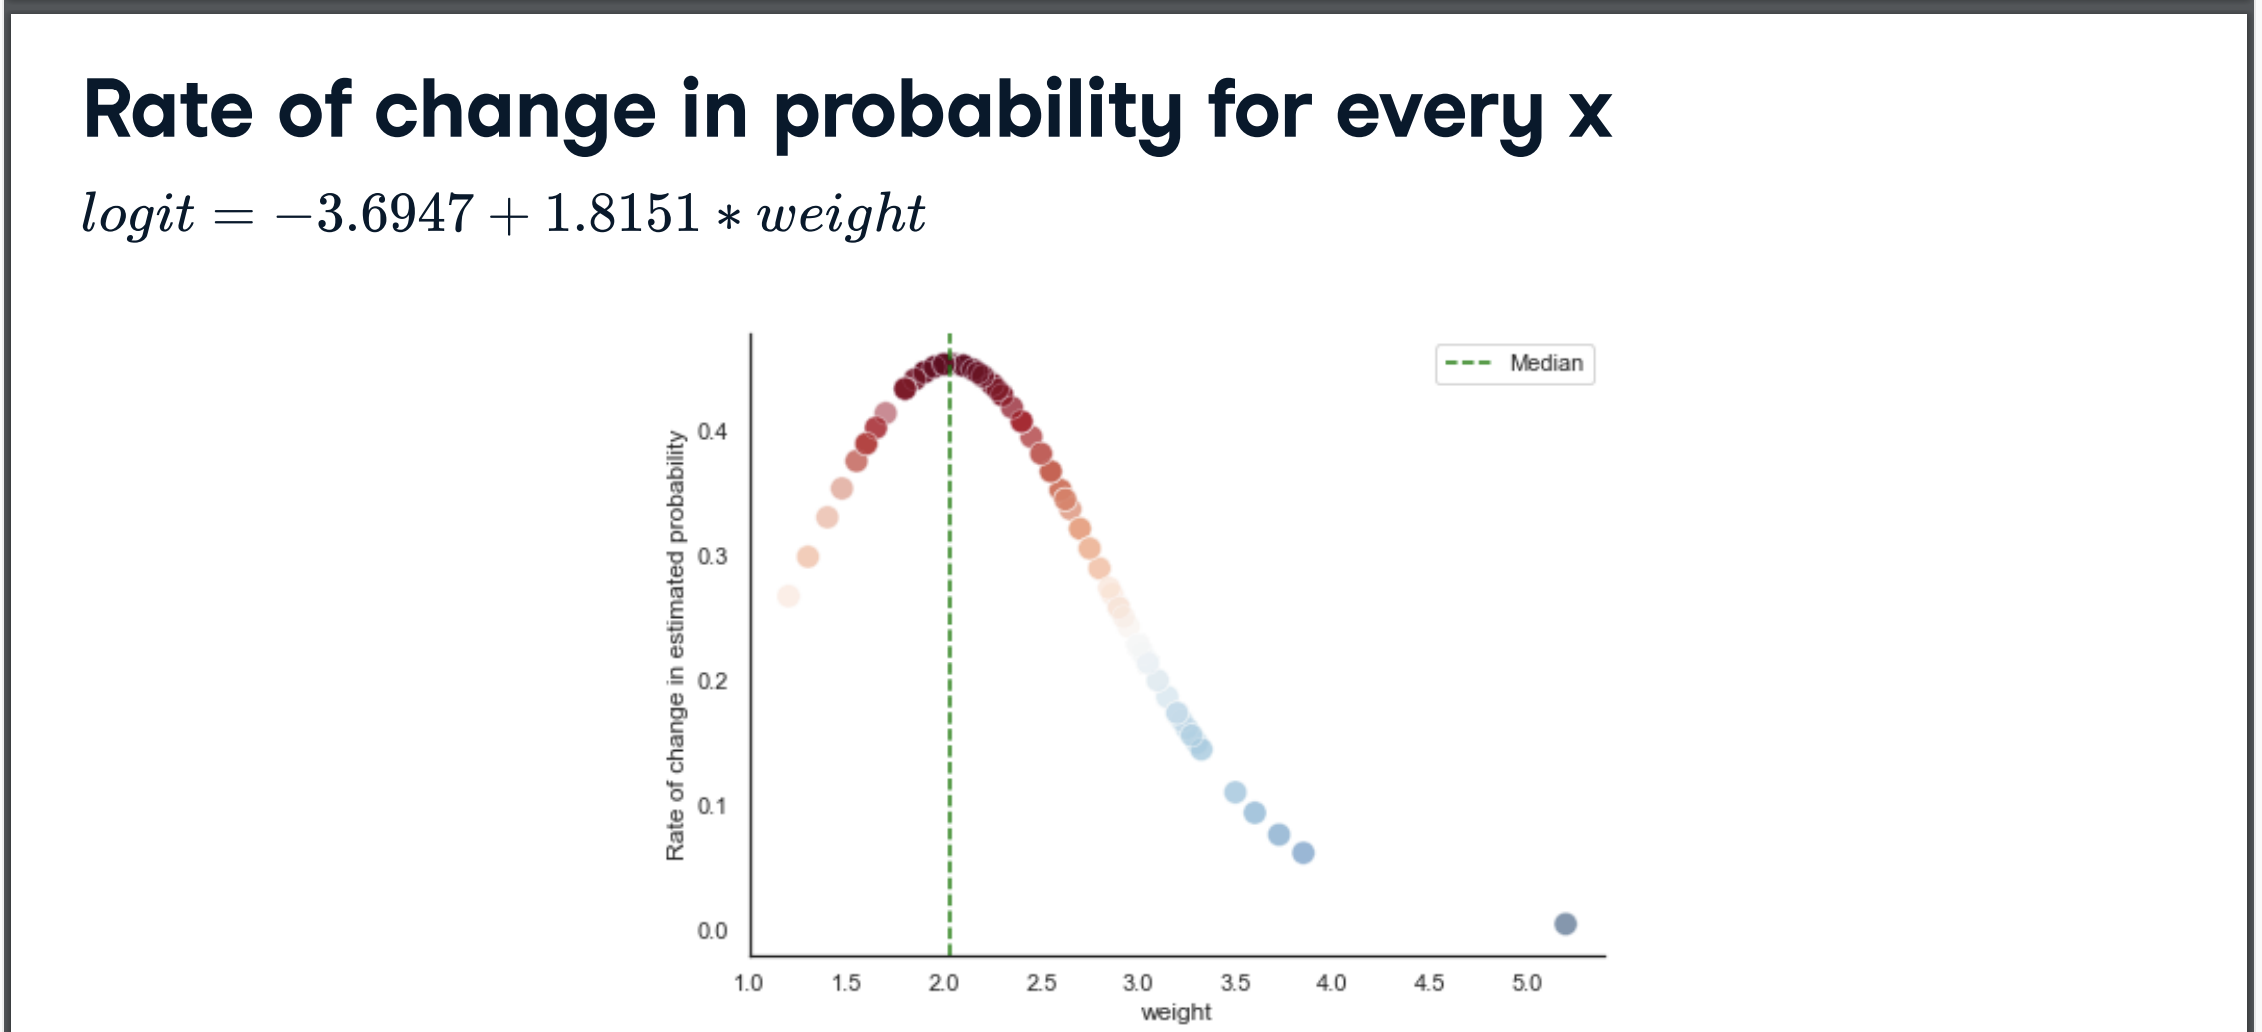 Rate of change in probability for every x
logit = −3.6947 + 1.8151 * weight
Median
Rate of change in estimated probability
0.4
0.3
0.2
0.1
0.0
1.0 1.5 2.0 2.5 3.0 3.5 4.0 4.5 5.0
weight